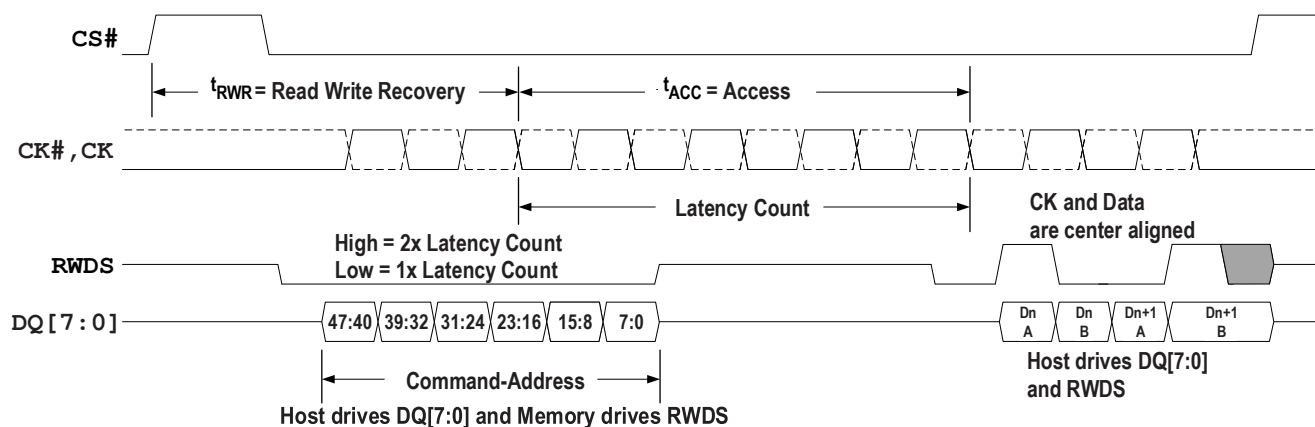 CS#
tRWR = Read Write Recovery
tACC = Access
CK#,CK
Latency Count
CK and Data
are center aligned
High = 2x Latency Count
Low = 1x Latency Count
RWDS
DQ[7:0]
47:40 39:32 31:24 23:16 15:8 7:0
Dn
A
Dn
B
Dn+1
A
Dn+1
B
Command-Address
Host drives DQ[7:0]
and RWDS
Host drives DQ[7:0] and Memory drives RWDS